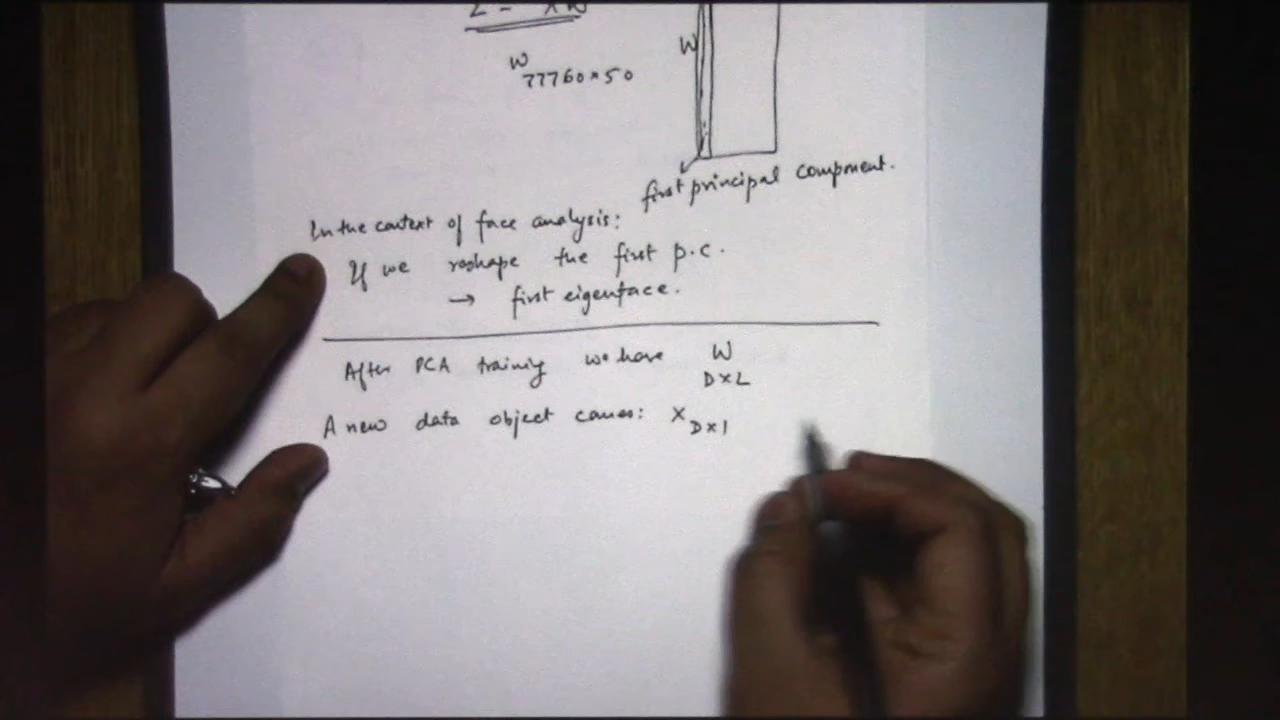 Z = XW
W
W
77760×50
first principal component.
In the context of face analysis:
If we reshape the first p.c.
→ first eigenface.
After PCA training we have W
D×L
A new data object comes: X D×1